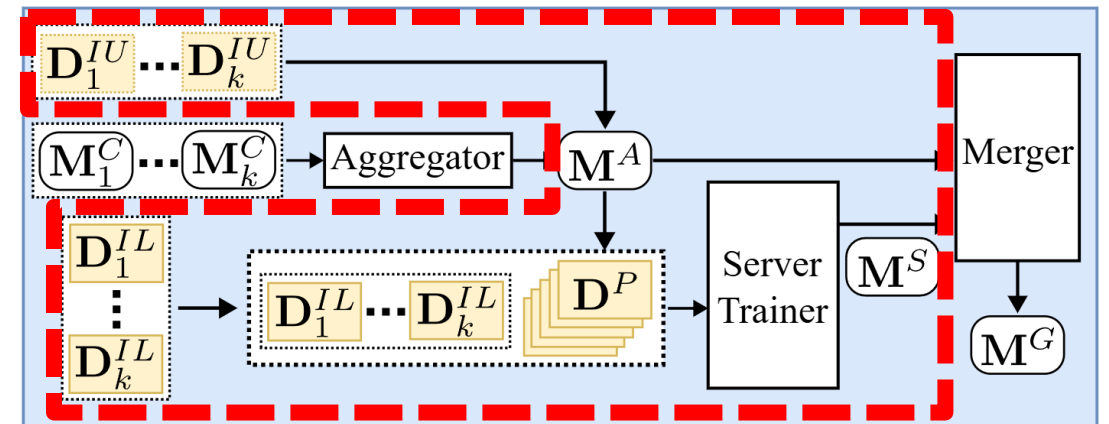 D_1^{IU} ··· D_k^{IU}
M_1^C ··· M_k^C
Aggregator
M^A
Merger
D_1^{IL}
⋮
D_k^{IL}
D_1^{IL} ··· D_k^{IL}
D^P
Server
Trainer
M^S
M^G